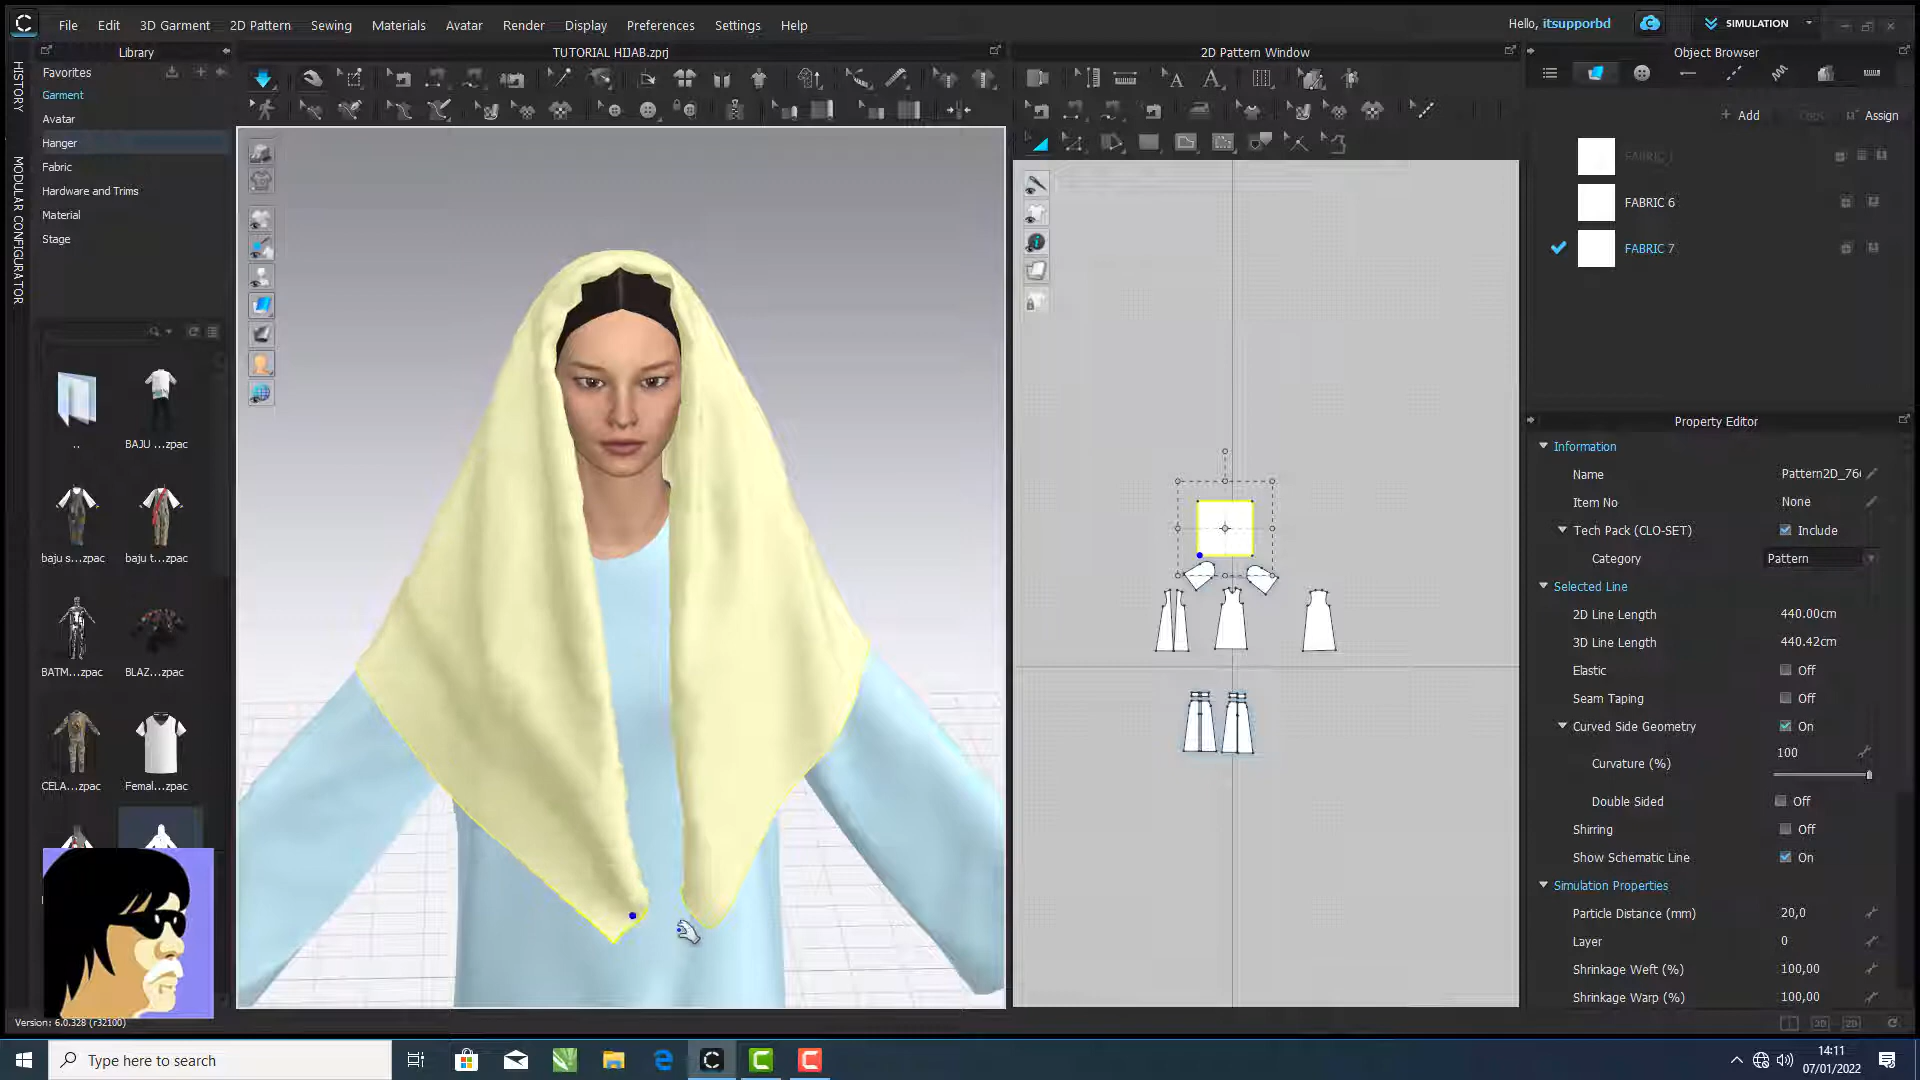 File Edit 3D Garment 2D Pattern Sewing Materials Avatar Render Display Preferences Settings Help
Hello, itsupporbd
SIMULATION
HISTORY
MODULAR CONFIGURATOR
Library
Favorites
Garment
Avatar
Hanger
Fabric
Hardware and Trims
Material
Stage
..
BAJU ...zpac
baju s...zpac
baju t...zpac
BATM...zpac
BLAZ...zpac
CELA...zpac
Femal...zpac
Version: 6.0.328 (r32100)
TUTORIAL HIJAB.zprj
2D Pattern Window
Object Browser
Add
Assign
FABRIC 6
FABRIC 7
Property Editor
Information
Name Pattern2D_76
Item No None
Tech Pack (CLO-SET) Include
Category Pattern
Selected Line
2D Line Length 440.00cm
3D Line Length 440.42cm
Elastic Off
Seam Taping Off
Curved Side Geometry On
Curvature (%) 100
Double Sided Off
Shirring Off
Show Schematic Line On
Simulation Properties
Particle Distance (mm) 20,0
Layer 0
Shrinkage Weft (%) 100,00
Shrinkage Warp (%) 100,00
3D 2D
Type here to search
14:11
07/01/2022